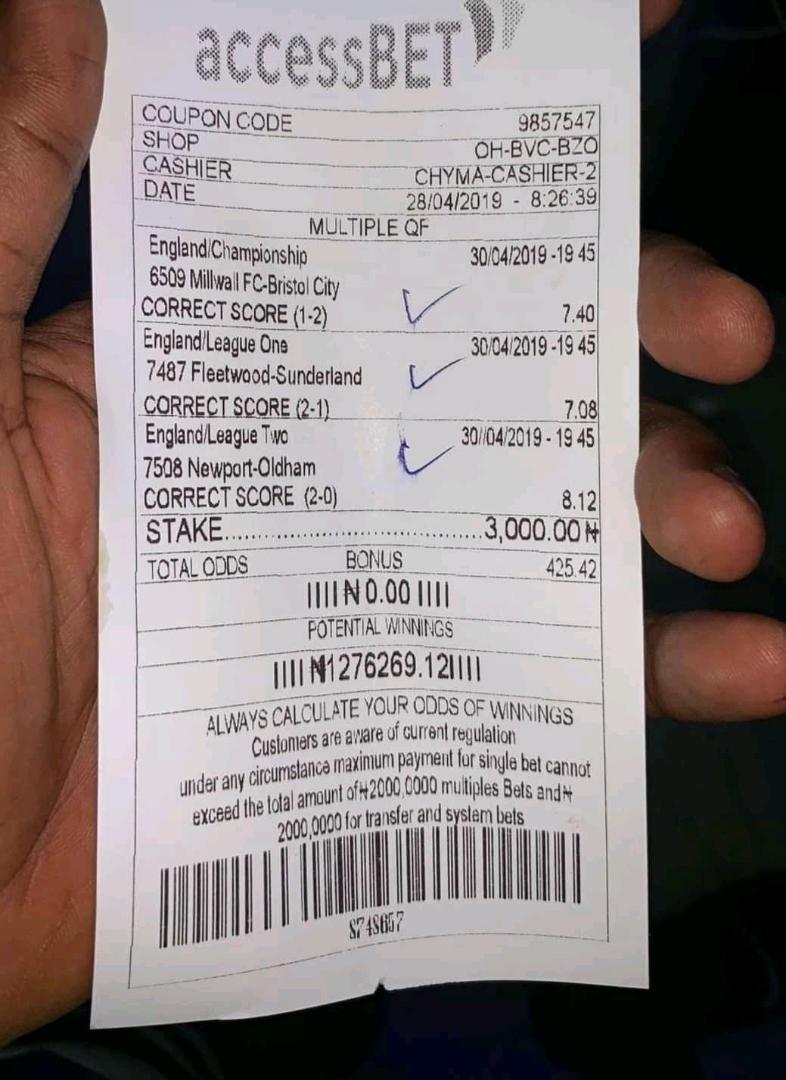 accessBET
COUPON CODE 9857547
SHOP OH-BVC-BZO
CASHIER CHYMA-CASHIER-2
DATE 28/04/2019 - 8:26:39
MULTIPLE QF
England/Championship 30/04/2019 -19 45
6509 Millwall FC-Bristol City
CORRECT SCORE (1-2) 7.40
England/League One 30/04/2019 -19 45
7487 Fleetwood-Sunderland
CORRECT SCORE (2-1) 7.08
England/League Two 30//04/2019 - 19 45
7508 Newport-Oldham
CORRECT SCORE (2-0) 8.12
STAKE................................3,000.00₦
TOTAL ODDS BONUS 425.42
||||₦0.00||||
POTENTIAL WINNINGS
||||₦1276269.12||||
ALWAYS CALCULATE YOUR ODDS OF WINNINGS
Customers are aware of current regulation
under any circumstance maximum payment for single bet cannot
exceed the total amount of₦2000,0000 multiples Bets and₦
2000,0000 for transfer and system bets
8748657